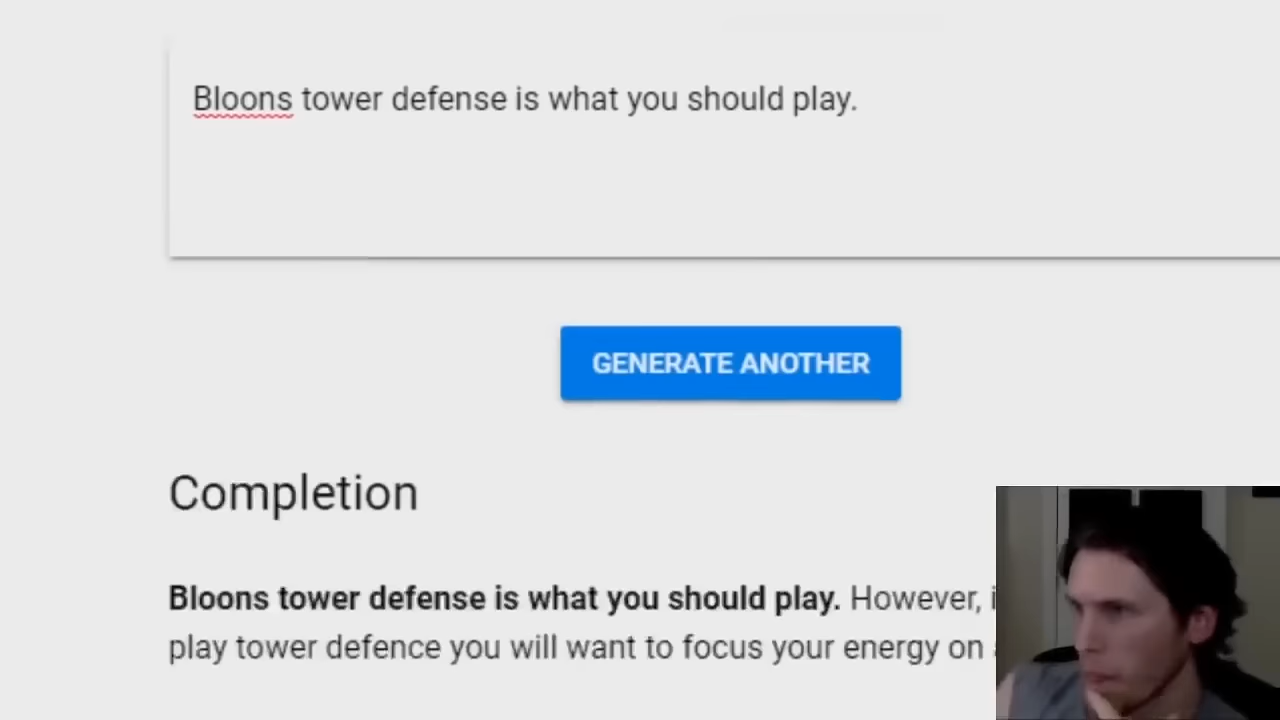 Bloons tower defense is what you should play.
GENERATE ANOTHER
Completion
Bloons tower defense is what you should play. However,
play tower defence you will want to focus your energy on